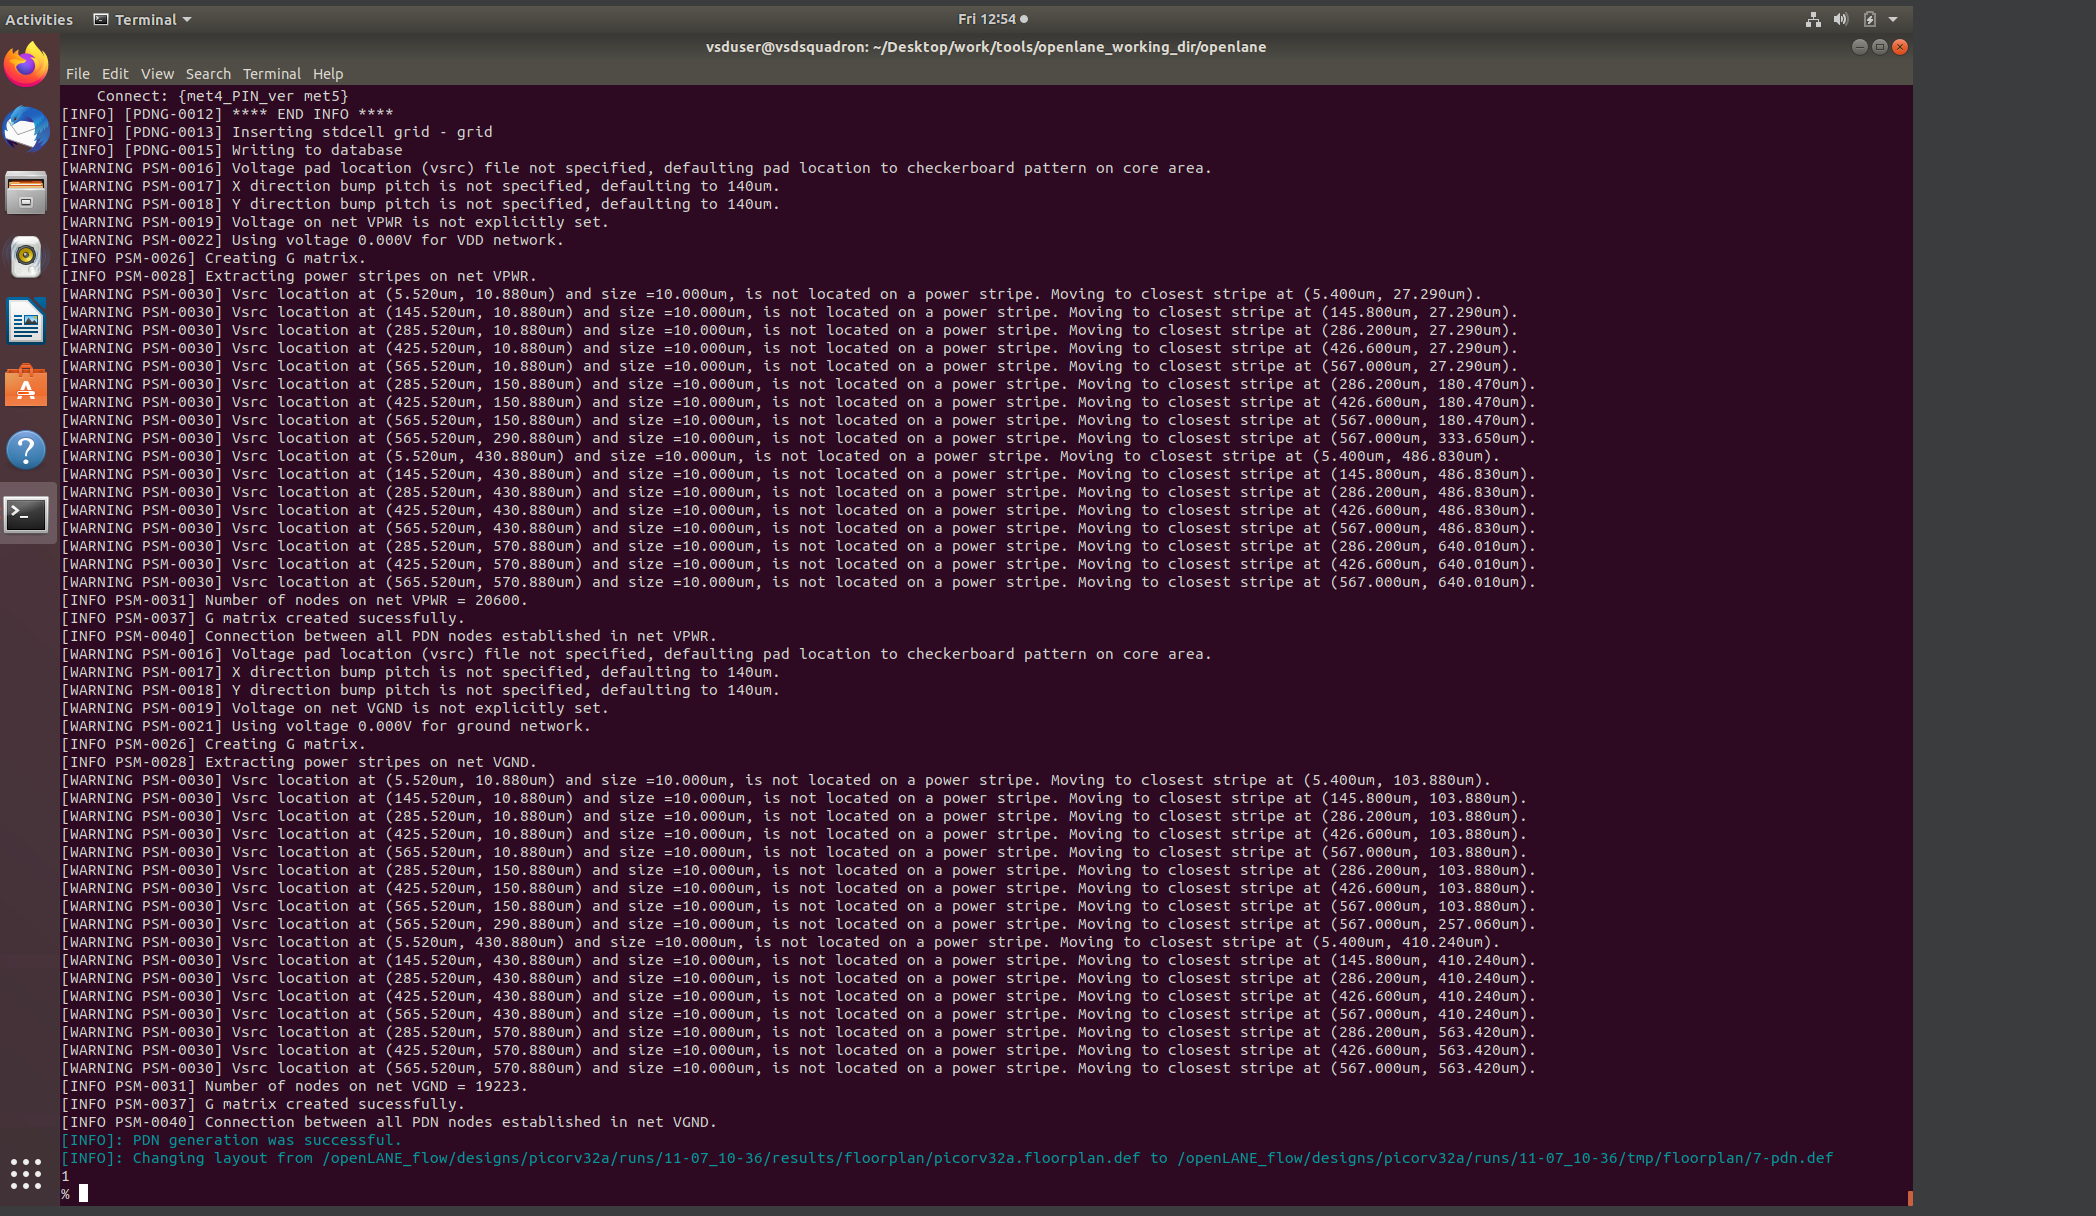 Activities Terminal Fri 12:54
vsduser@vsdsquadron: ~/Desktop/work/tools/openlane_working_dir/openlane
File Edit View Search Terminal Help
Connect: {met4_PIN_ver met5}
[INFO] [PDNG-0012] **** END INFO ****
[INFO] [PDNG-0013] Inserting stdcell grid - grid
[INFO] [PDNG-0015] Writing to database
[WARNING PSM-0016] Voltage pad location (vsrc) file not specified, defaulting pad location to checkerboard pattern on core area.
[WARNING PSM-0017] X direction bump pitch is not specified, defaulting to 140um.
[WARNING PSM-0018] Y direction bump pitch is not specified, defaulting to 140um.
[WARNING PSM-0019] Voltage on net VPWR is not explicitly set.
[WARNING PSM-0022] Using voltage 0.000V for VDD network.
[INFO PSM-0026] Creating G matrix.
[INFO PSM-0028] Extracting power stripes on net VPWR.
[WARNING PSM-0030] Vsrc location at (5.520um, 10.880um) and size =10.000um, is not located on a power stripe. Moving to closest stripe at (5.400um, 27.290um).
[WARNING PSM-0030] Vsrc location at (145.520um, 10.880um) and size =10.000um, is not located on a power stripe. Moving to closest stripe at (145.800um, 27.290um).
[WARNING PSM-0030] Vsrc location at (285.520um, 10.880um) and size =10.000um, is not located on a power stripe. Moving to closest stripe at (286.200um, 27.290um).
[WARNING PSM-0030] Vsrc location at (425.520um, 10.880um) and size =10.000um, is not located on a power stripe. Moving to closest stripe at (426.600um, 27.290um).
[WARNING PSM-0030] Vsrc location at (565.520um, 10.880um) and size =10.000um, is not located on a power stripe. Moving to closest stripe at (567.000um, 27.290um).
[WARNING PSM-0030] Vsrc location at (285.520um, 150.880um) and size =10.000um, is not located on a power stripe. Moving to closest stripe at (286.200um, 180.470um).
[WARNING PSM-0030] Vsrc location at (425.520um, 150.880um) and size =10.000um, is not located on a power stripe. Moving to closest stripe at (426.600um, 180.470um).
[WARNING PSM-0030] Vsrc location at (565.520um, 150.880um) and size =10.000um, is not located on a power stripe. Moving to closest stripe at (567.000um, 180.470um).
[WARNING PSM-0030] Vsrc location at (565.520um, 290.880um) and size =10.000um, is not located on a power stripe. Moving to closest stripe at (567.000um, 333.650um).
[WARNING PSM-0030] Vsrc location at (5.520um, 430.880um) and size =10.000um, is not located on a power stripe. Moving to closest stripe at (5.400um, 486.830um).
[WARNING PSM-0030] Vsrc location at (145.520um, 430.880um) and size =10.000um, is not located on a power stripe. Moving to closest stripe at (145.800um, 486.830um).
[WARNING PSM-0030] Vsrc location at (285.520um, 430.880um) and size =10.000um, is not located on a power stripe. Moving to closest stripe at (286.200um, 486.830um).
[WARNING PSM-0030] Vsrc location at (425.520um, 430.880um) and size =10.000um, is not located on a power stripe. Moving to closest stripe at (426.600um, 486.830um).
[WARNING PSM-0030] Vsrc location at (565.520um, 430.880um) and size =10.000um, is not located on a power stripe. Moving to closest stripe at (567.000um, 486.830um).
[WARNING PSM-0030] Vsrc location at (285.520um, 570.880um) and size =10.000um, is not located on a power stripe. Moving to closest stripe at (286.200um, 640.010um).
[WARNING PSM-0030] Vsrc location at (425.520um, 570.880um) and size =10.000um, is not located on a power stripe. Moving to closest stripe at (426.600um, 640.010um).
[WARNING PSM-0030] Vsrc location at (565.520um, 570.880um) and size =10.000um, is not located on a power stripe. Moving to closest stripe at (567.000um, 640.010um).
[INFO PSM-0031] Number of nodes on net VPWR = 20600.
[INFO PSM-0037] G matrix created sucessfully.
[INFO PSM-0040] Connection between all PDN nodes established in net VPWR.
[WARNING PSM-0016] Voltage pad location (vsrc) file not specified, defaulting pad location to checkerboard pattern on core area.
[WARNING PSM-0017] X direction bump pitch is not specified, defaulting to 140um.
[WARNING PSM-0018] Y direction bump pitch is not specified, defaulting to 140um.
[WARNING PSM-0019] Voltage on net VGND is not explicitly set.
[WARNING PSM-0021] Using voltage 0.000V for ground network.
[INFO PSM-0026] Creating G matrix.
[INFO PSM-0028] Extracting power stripes on net VGND.
[WARNING PSM-0030] Vsrc location at (5.520um, 10.880um) and size =10.000um, is not located on a power stripe. Moving to closest stripe at (5.400um, 103.880um).
[WARNING PSM-0030] Vsrc location at (145.520um, 10.880um) and size =10.000um, is not located on a power stripe. Moving to closest stripe at (145.800um, 103.880um).
[WARNING PSM-0030] Vsrc location at (285.520um, 10.880um) and size =10.000um, is not located on a power stripe. Moving to closest stripe at (286.200um, 103.880um).
[WARNING PSM-0030] Vsrc location at (425.520um, 10.880um) and size =10.000um, is not located on a power stripe. Moving to closest stripe at (426.600um, 103.880um).
[WARNING PSM-0030] Vsrc location at (565.520um, 10.880um) and size =10.000um, is not located on a power stripe. Moving to closest stripe at (567.000um, 103.880um).
[WARNING PSM-0030] Vsrc location at (285.520um, 150.880um) and size =10.000um, is not located on a power stripe. Moving to closest stripe at (286.200um, 103.880um).
[WARNING PSM-0030] Vsrc location at (425.520um, 150.880um) and size =10.000um, is not located on a power stripe. Moving to closest stripe at (426.600um, 103.880um).
[WARNING PSM-0030] Vsrc location at (565.520um, 150.880um) and size =10.000um, is not located on a power stripe. Moving to closest stripe at (567.000um, 103.880um).
[WARNING PSM-0030] Vsrc location at (565.520um, 290.880um) and size =10.000um, is not located on a power stripe. Moving to closest stripe at (567.000um, 257.060um).
[WARNING PSM-0030] Vsrc location at (5.520um, 430.880um) and size =10.000um, is not located on a power stripe. Moving to closest stripe at (5.400um, 410.240um).
[WARNING PSM-0030] Vsrc location at (145.520um, 430.880um) and size =10.000um, is not located on a power stripe. Moving to closest stripe at (145.800um, 410.240um).
[WARNING PSM-0030] Vsrc location at (285.520um, 430.880um) and size =10.000um, is not located on a power stripe. Moving to closest stripe at (286.200um, 410.240um).
[WARNING PSM-0030] Vsrc location at (425.520um, 430.880um) and size =10.000um, is not located on a power stripe. Moving to closest stripe at (426.600um, 410.240um).
[WARNING PSM-0030] Vsrc location at (565.520um, 430.880um) and size =10.000um, is not located on a power stripe. Moving to closest stripe at (567.000um, 410.240um).
[WARNING PSM-0030] Vsrc location at (285.520um, 570.880um) and size =10.000um, is not located on a power stripe. Moving to closest stripe at (286.200um, 563.420um).
[WARNING PSM-0030] Vsrc location at (425.520um, 570.880um) and size =10.000um, is not located on a power stripe. Moving to closest stripe at (426.600um, 563.420um).
[WARNING PSM-0030] Vsrc location at (565.520um, 570.880um) and size =10.000um, is not located on a power stripe. Moving to closest stripe at (567.000um, 563.420um).
[INFO PSM-0031] Number of nodes on net VGND = 19223.
[INFO PSM-0037] G matrix created sucessfully.
[INFO PSM-0040] Connection between all PDN nodes established in net VGND.
[INFO]: PDN generation was successful.
[INFO]: Changing layout from /openLANE_flow/designs/picorv32a/runs/11-07_10-36/results/floorplan/picorv32a.floorplan.def to /openLANE_flow/designs/picorv32a/runs/11-07_10-36/tmp/floorplan/7-pdn.def
1
%